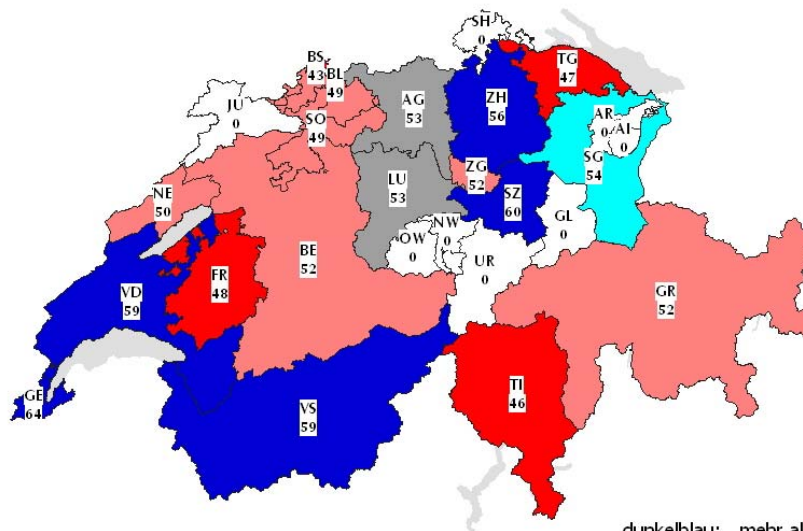 SH
0
BS
43
BL
49
TG
47
JU
0
AG
53
ZH
56
AR
0
AI
0
SO
49
SG
54
NE
50
LU
53
ZG
52
SZ
60
NW
0
OW
0
GL
0
UR
0
BE
52
FR
48
VD
59
GR
52
GE
64
VS
59
TI
46
dunkelblau: mehr al